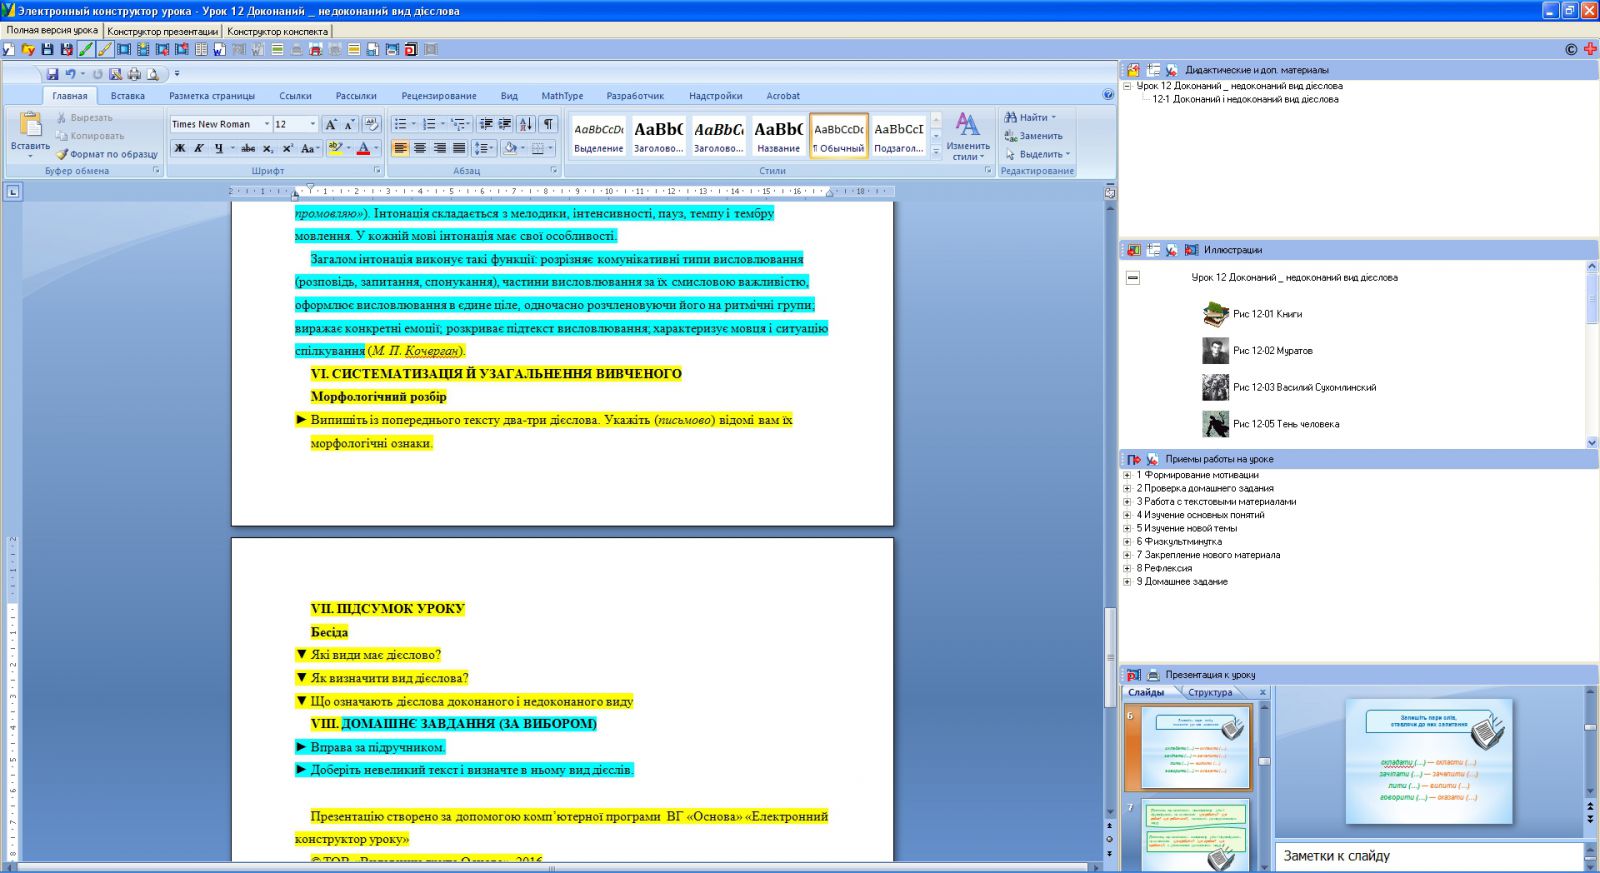 Электронный конструктор урока - Урок 12 Доконаний _ недоконаний вид дієслова
Полная версия урока
Конструктор презентации
Конструктор конспекта
Главная
Вставка
Разметка страницы
Ссылки
Рассылки
Рецензирование
Вид
MathType
Разработчик
Надстройки
Acrobat
Вставить
Вырезать
Копировать
Формат по образцу
Буфер обмена
Times New Roman
12
Шрифт
Абзац
Выделение
Заголово...
Заголово...
Название
¶ Обычный
Подзагол...
Изменить стили
Стили
Найти
Заменить
Выделить
Редактирование
промовляю»). Інтонація складається з мелодики, інтенсивності, пауз, темпу і тембру
мовлення. У кожній мові інтонація має свої особливості.
Загалом інтонація виконує такі функції: розрізняє комунікативні типи висловлювання
(розповідь, запитання, спонукання), частини висловлювання за їх смисловою важливістю,
оформлює висловлювання в єдине ціле, одночасно розчленовуючи його на ритмічні групи;
виражає конкретні емоції; розкриває підтекст висловлювання; характеризує мовця і ситуацію
спілкування (М. П. Кочерган).
VI. СИСТЕМАТИЗАЦІЯ Й УЗАГАЛЬНЕННЯ ВИВЧЕНОГО
Морфологічний розбір
► Випишіть із попереднього тексту два-три дієслова. Укажіть (письмово) відомі вам їх
морфологічні ознаки.
VII. ПІДСУМОК УРОКУ
Бесіда
▼ Які види має дієслово?
▼ Як визначити вид дієслова?
▼ Що означають дієслова доконаного і недоконаного виду
VIII. ДОМАШНЄ ЗАВДАННЯ (ЗА ВИБОРОМ)
► Вправа за підручником.
► Доберіть невеликий текст і визначте в ньому вид дієслів.
Презентацію створено за допомогою комп’ютерної програми ВГ «Основа» «Електронний
конструктор уроку»
© ТОВ «Видавнича група Основа», 2016
Дидактические и доп. материалы
Урок 12 Доконаний _ недоконаний вид дієслова
12-1 Доконаний і недоконаний вид дієслова
Иллюстрации
Урок 12 Доконаний _ недоконаний вид дієслова
Рис 12-01 Книги
Рис 12-02 Муратов
Рис 12-03 Василий Сухомлинский
Рис 12-05 Тень человека
Приемы работы на уроке
1 Формирование мотивации
2 Проверка домашнего задания
3 Работа с текстовыми материалами
4 Изучение основных понятий
5 Изучение новой темы
6 Физкультминутка
7 Закрепление нового материала
8 Рефлексия
9 Домашнее задание
Презентация к уроку
Слайды
Структура
6
7
Запишіть пари слів,
ставлячи до них запитання
складати (...) — скласти (...)
зачіпати (...) — зачепити (...)
пити (...) — випити (...)
говорити (...) — сказати (...)
Заметки к слайду